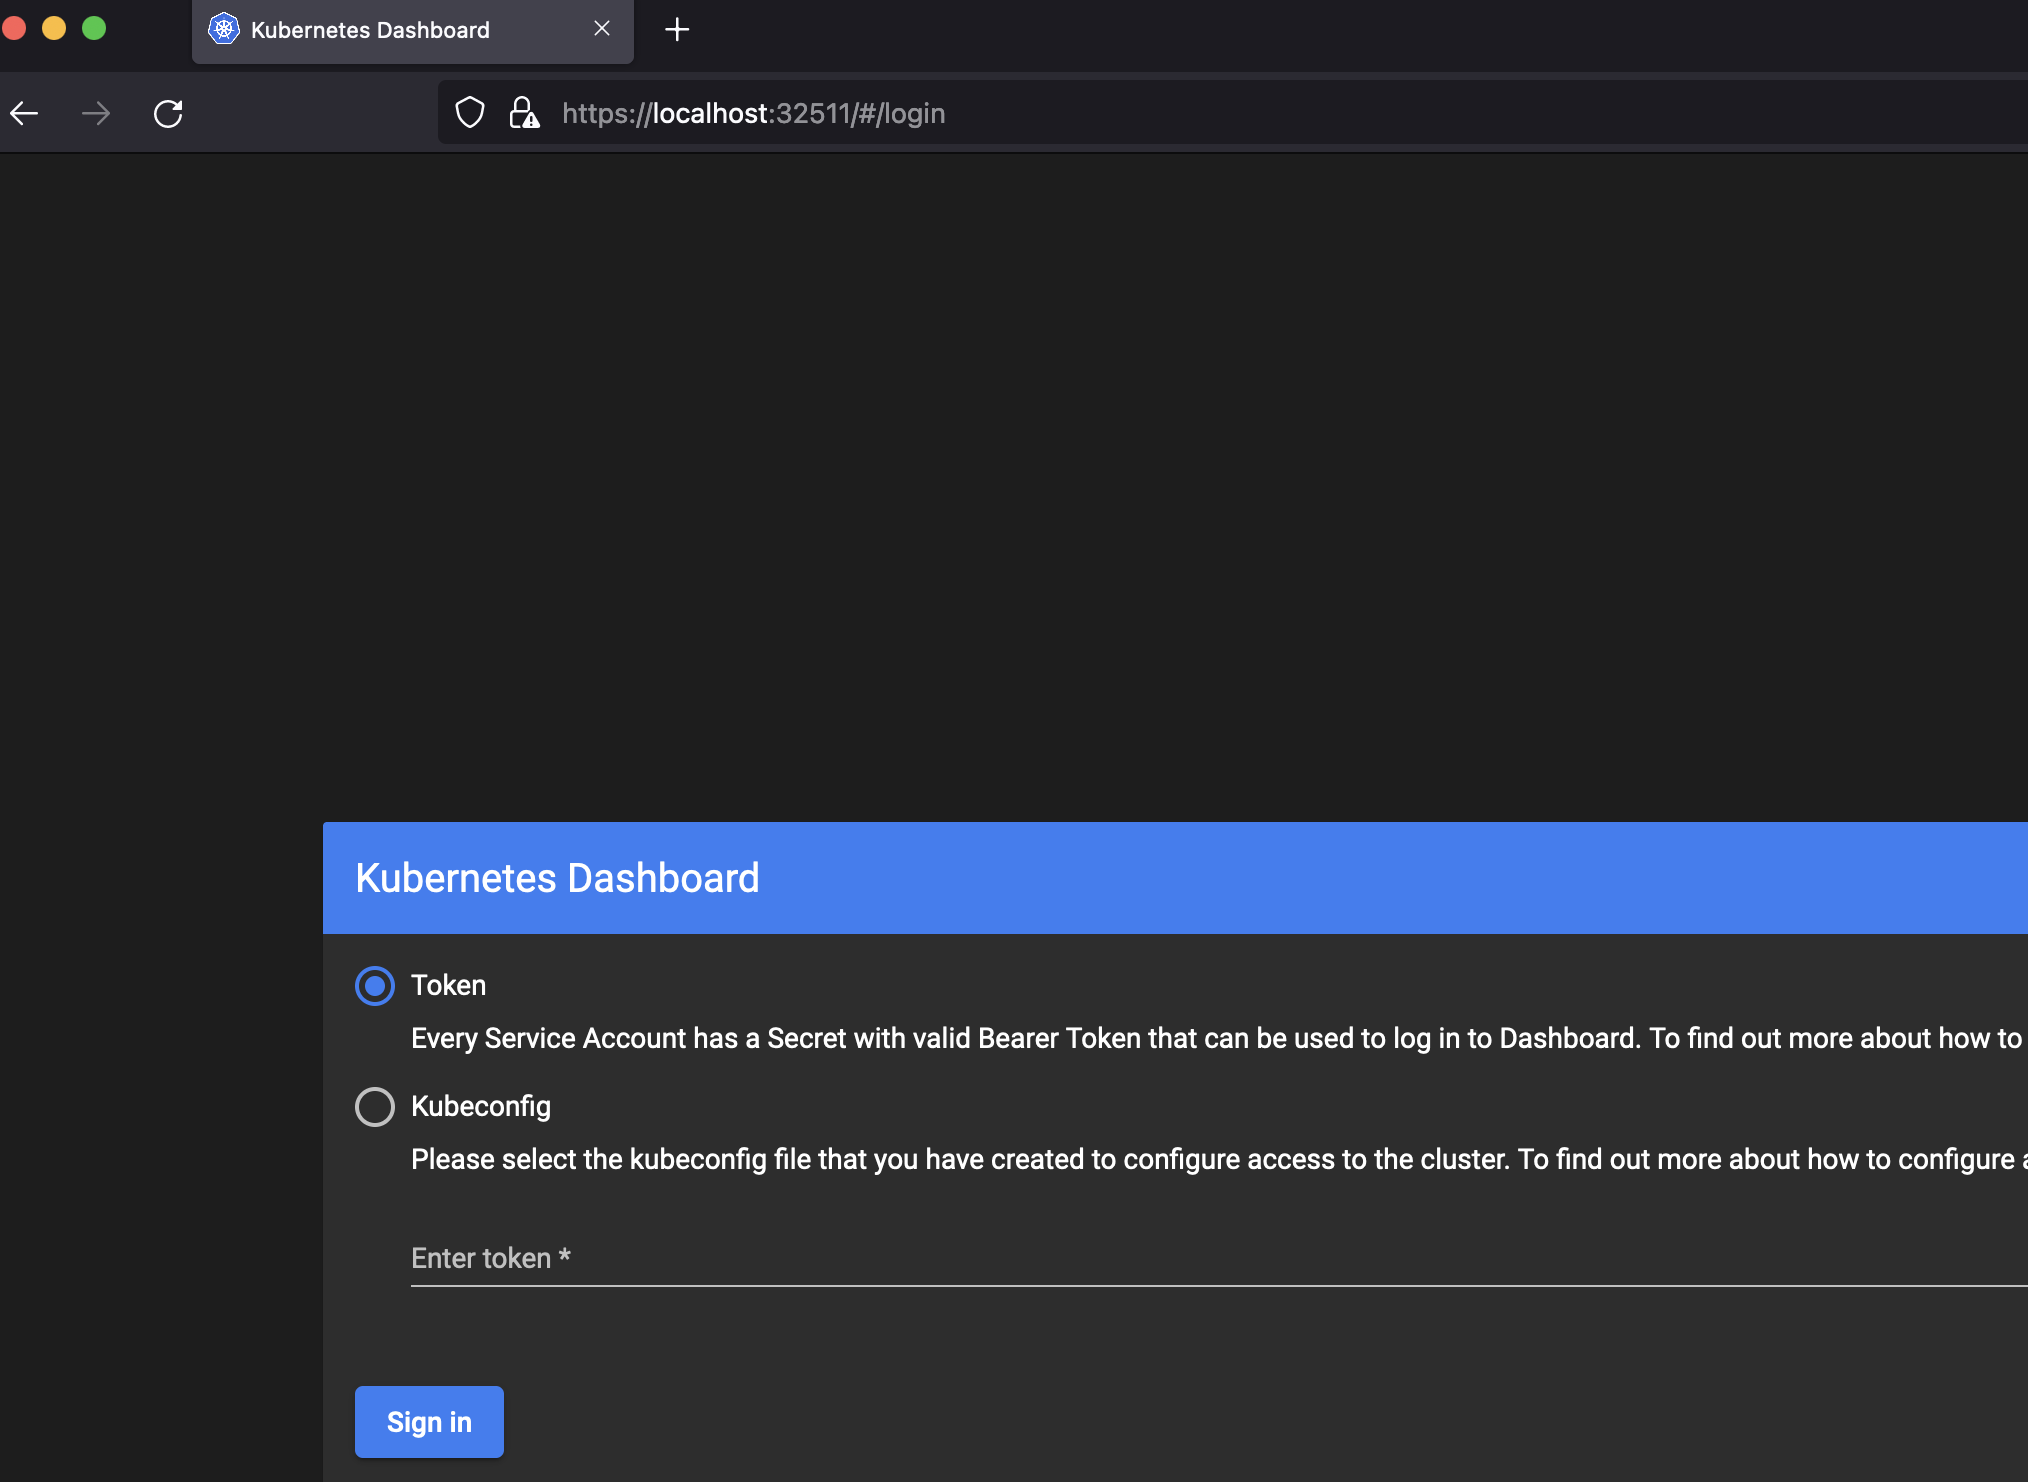 Kubernetes Dashboard
https://localhost:32511/#/login
Kubernetes Dashboard
Token
Every Service Account has a Secret with valid Bearer Token that can be used to log in to Dashboard. To find out more about how to
Kubeconfig
Please select the kubeconfig file that you have created to configure access to the cluster. To find out more about how to configure
Enter token *
Sign in